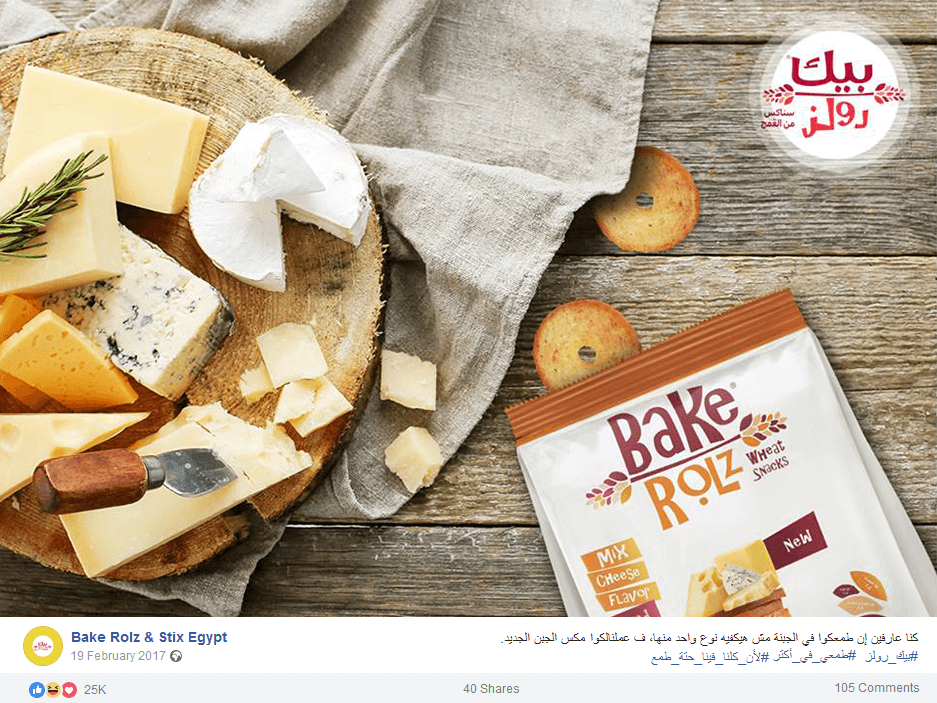 بيك
رولز
سناكس
من القمح
Bake®
Rolz
Wheat
Snacks
New
Mix
Cheese
Flavor
Bake Rolz & Stix Egypt
19 February 2017
كنا عارفين إن طمعكوا في الجبنة مش هيكفيه نوع واحد منها، ف عملنالكوا مكس الجبن الجديد.
#بيك_رولز #طمعي_في_أكتر #لأن_كلنا_فينا_حتة_طمع
25K
40 Shares
105 Comments